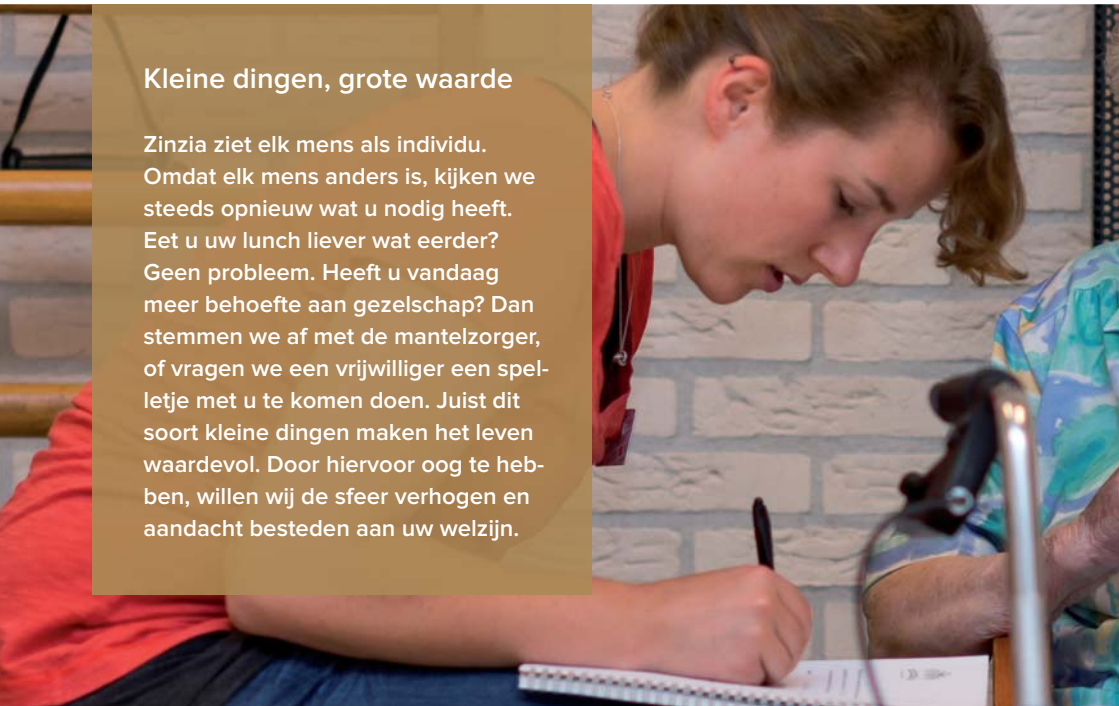 Kleine dingen, grote waarde
Zinzia ziet elk mens als individu.
Omdat elk mens anders is, kijken we
steeds opnieuw wat u nodig heeft.
Eet u uw lunch liever wat eerder?
Geen probleem. Heeft u vandaag
meer behoefte aan gezelschap? Dan
stemmen we af met de mantelzorger,
of vragen we een vrijwilliger een spel-
letje met u te komen doen. Juist dit
soort kleine dingen maken het leven
waardevol. Door hiervoor oog te heb-
ben, willen wij de sfeer verhogen en
aandacht besteden aan uw welzijn.